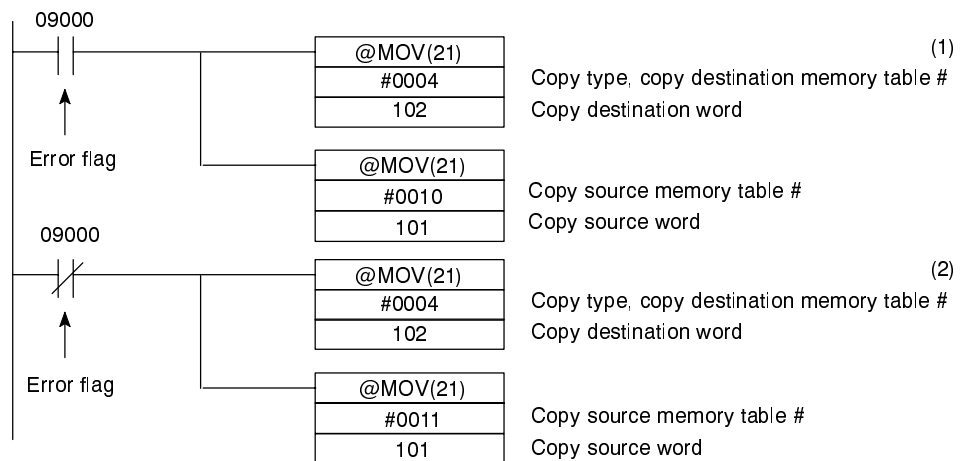 09000
@MOV(21) (1)
#0004 Copy type, copy destination memory table #
102 Copy destination word
Error flag
@MOV(21)
#0010 Copy source memory table #
101 Copy source word
09000
@MOV(21) (2)
#0004 Copy type, copy destination memory table #
102 Copy destination word
Error flag
@MOV(21)
#0011 Copy source memory table #
101 Copy source word